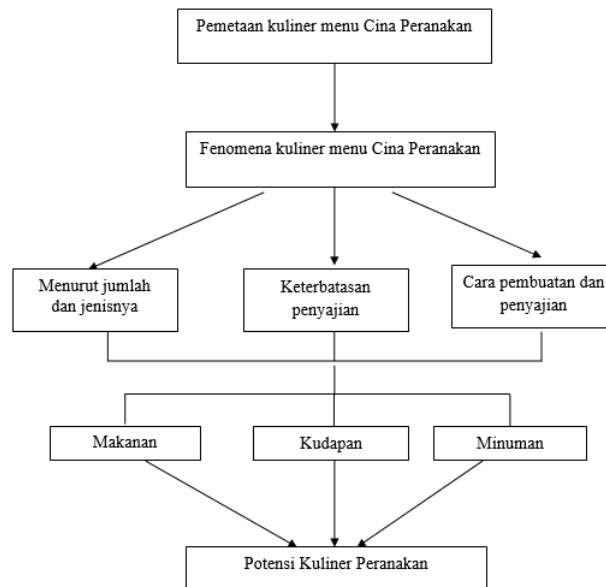 Pemetaan kuliner menu Cina Peranakan
Fenomena kuliner menu Cina Peranakan
Menurut jumlah
dan jenisnya
Keterbatasan
penyajian
Cara pembuatan dan
penyajian
Makanan
Kudapan
Minuman
Potensi Kuliner Peranakan